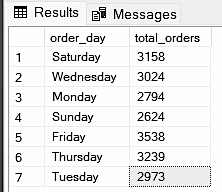 Results Messages
order_day total_orders
1 Saturday 3158
2 Wednesday 3024
3 Monday 2794
4 Sunday 2624
5 Friday 3538
6 Thursday 3239
7 Tuesday 2973